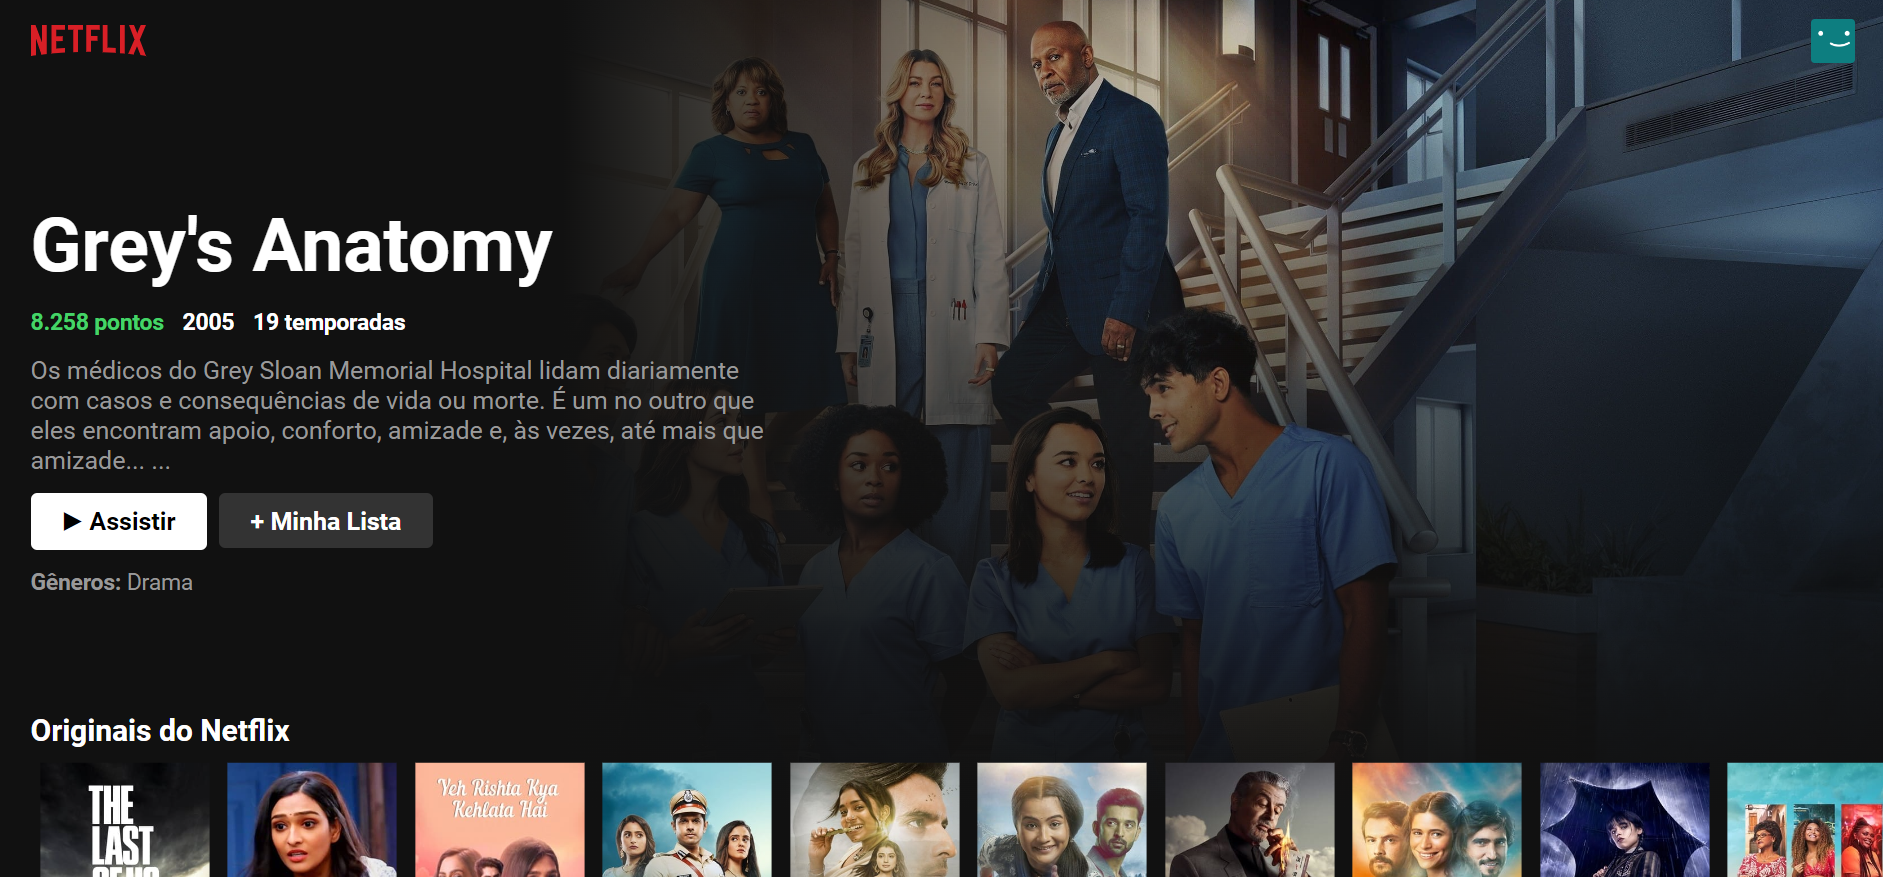 NETFLIX
Grey's Anatomy
8.258 pontos 2005 19 temporadas
Os médicos do Grey Sloan Memorial Hospital lidam diariamente
com casos e consequências de vida ou morte. É um no outro que
eles encontram apoio, conforto, amizade e, às vezes, até mais que
amizade... ...
▶ Assistir
+ Minha Lista
Gêneros: Drama
Originais do Netflix
THE
LAST
OF US
Yeh Rishta Kya
Kehlata Hai